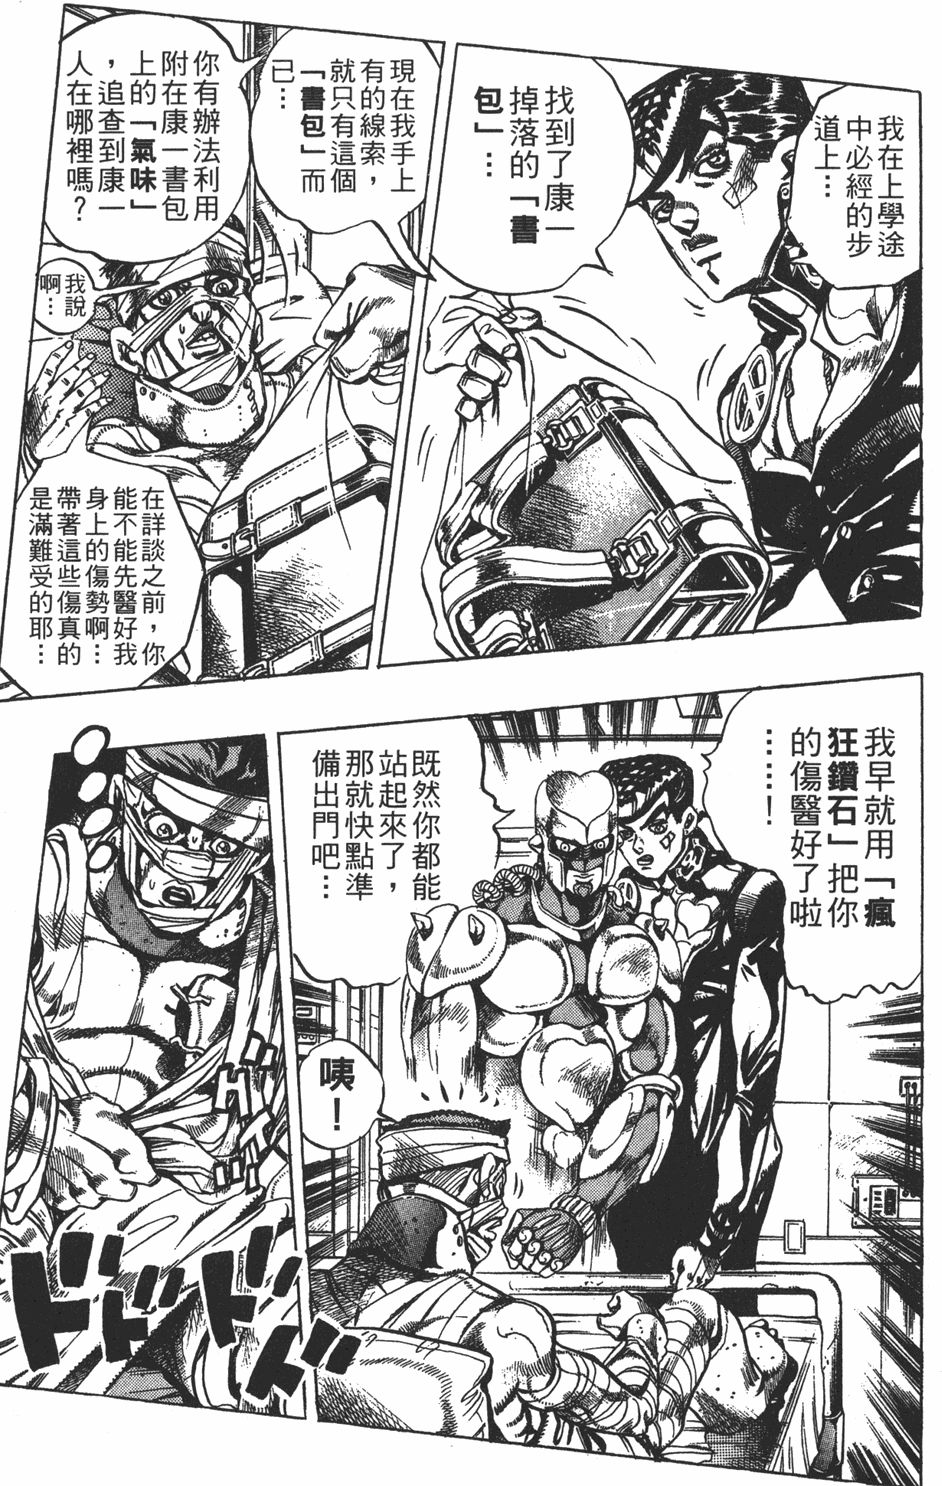 我在上學途
中必經的步
道上…
找到了康一
掉落的「書
包」…
現在我手上
有的線索，
就只有這個
「書包」而
已…
你有辦法利用
附在康一書包
上的「氣味」
，追查到康一
人在哪裡嗎？
我說
啊…
在詳談之前，你
能不能先醫好我
身上的傷勢啊…
帶著這些傷真的
是滿難受的耶…
我早就用「瘋
狂鑽石」把你
的傷醫好了啦
……！
既然你都能
站起來了，
那就快點準
備出門吧…
咦！
ドドドド